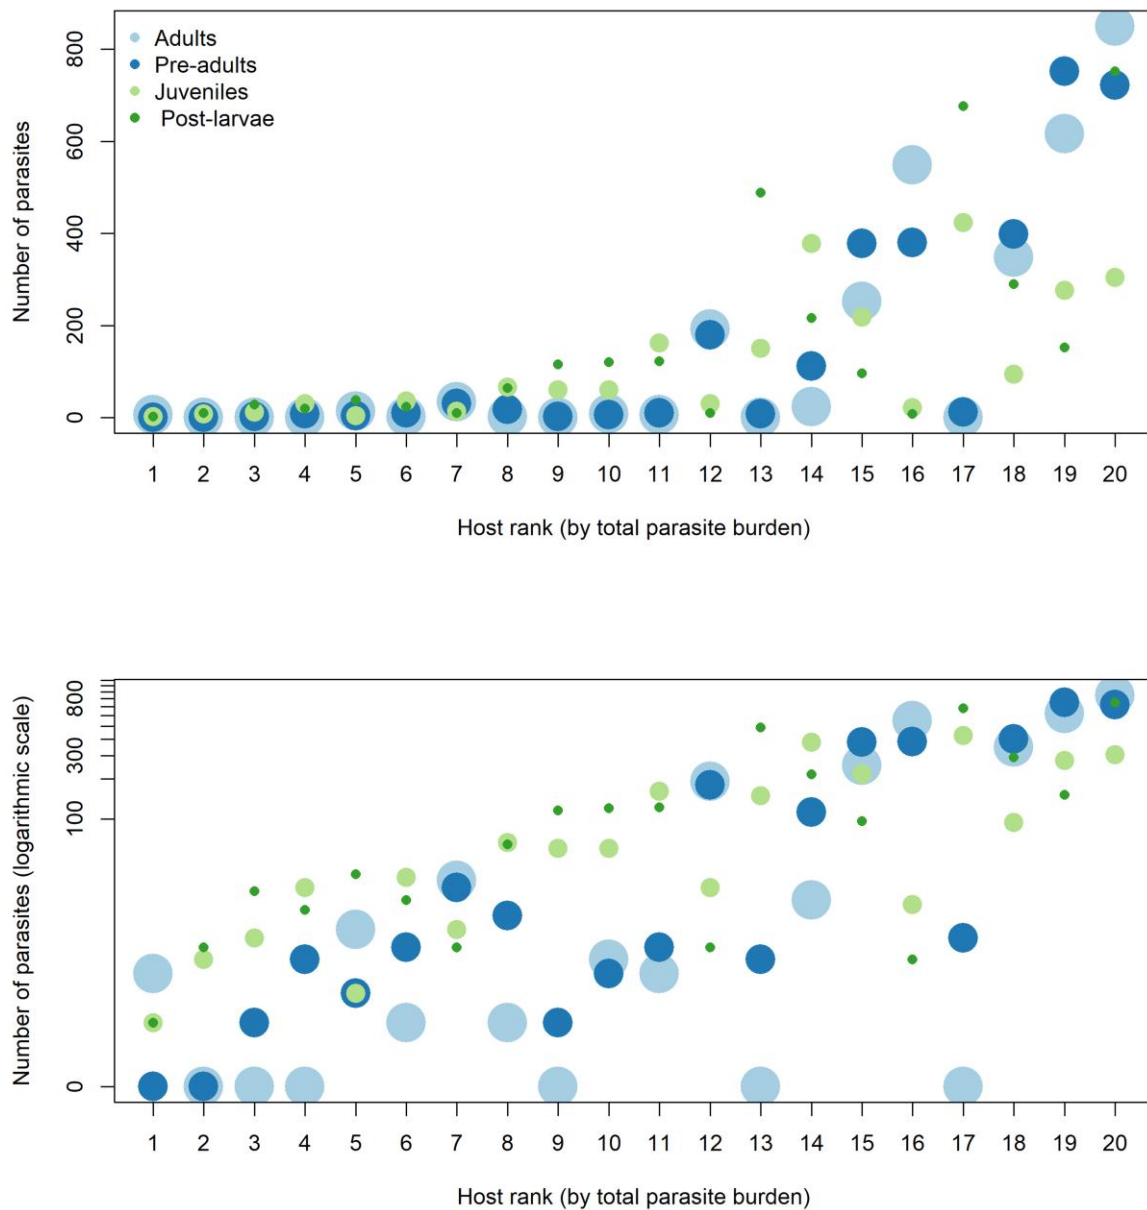 800
600
400
200
0
Number of parasites
Adults
Pre-adults
Juveniles
Post-larvae
1 2 3 4 5 6 7 8 9 10 11 12 13 14 15 16 17 18 19 20
Host rank (by total parasite burden)
800
300
100
0
Number of parasites (logarithmic scale)
1 2 3 4 5 6 7 8 9 10 11 12 13 14 15 16 17 18 19 20
Host rank (by total parasite burden)